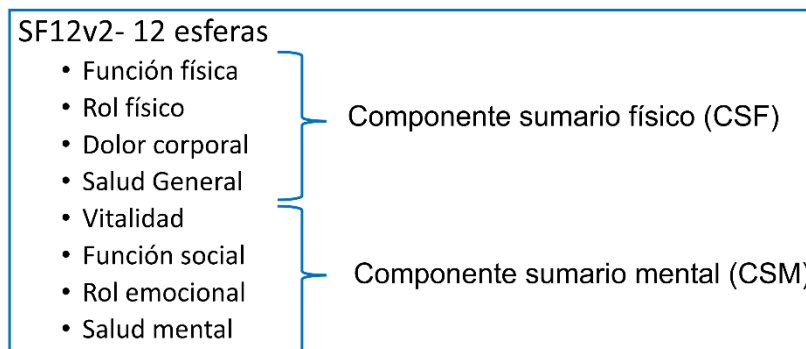 SF12v2- 12 esferas
• Función física
• Rol físico
• Dolor corporal
• Salud General
Componente sumario físico (CSF)
• Vitalidad
• Función social
• Rol emocional
• Salud mental
Componente sumario mental (CSM)